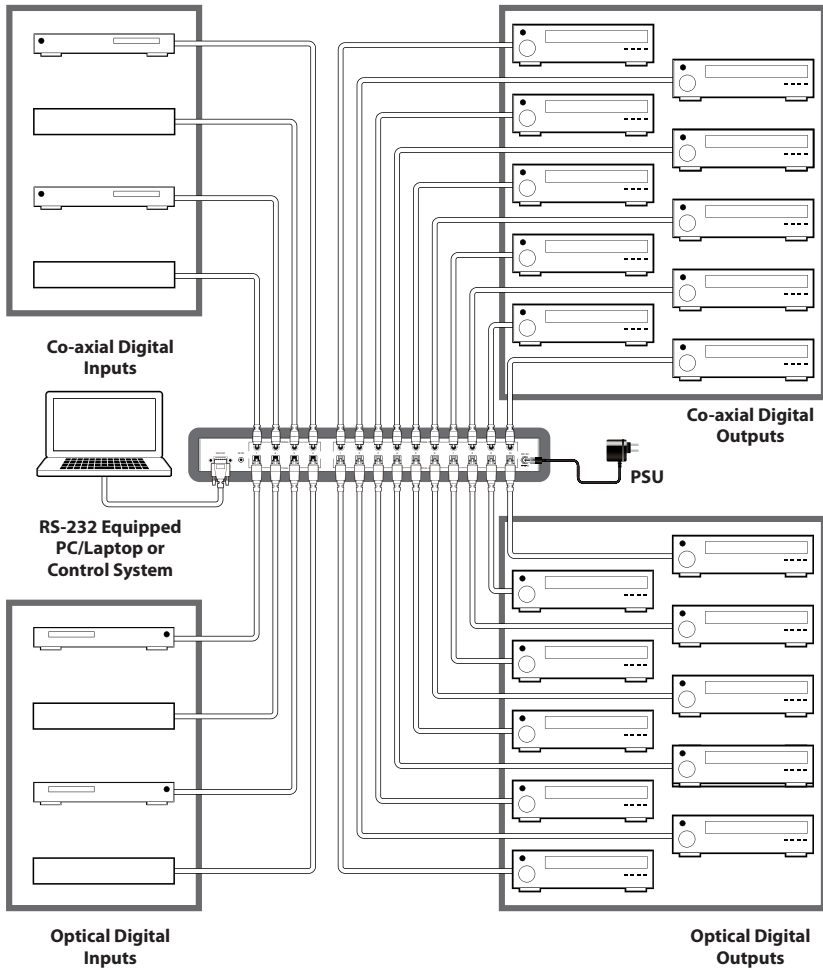 Co-axial Digital
Inputs
Co-axial Digital
Outputs
PSU
RS-232 Equipped
PC/Laptop or
Control System
Optical Digital
Inputs
Optical Digital
Outputs